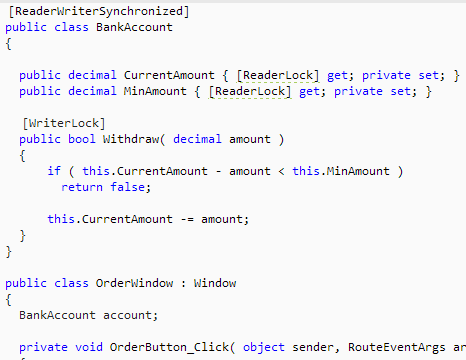 [ReaderWriterSynchronized]
public class BankAccount
{
public decimal CurrentAmount { [ReaderLock] get; private set; }
public decimal MinAmount { [ReaderLock] get; private set; }
[WriterLock]
public bool Withdraw( decimal amount )
{
if ( this.CurrentAmount - amount < this.MinAmount )
return false;
this.CurrentAmount -= amount;
}
}
public class OrderWindow : Window
{
BankAccount account;
private void OrderButton_Click( object sender, RouteEventArgs ar
{